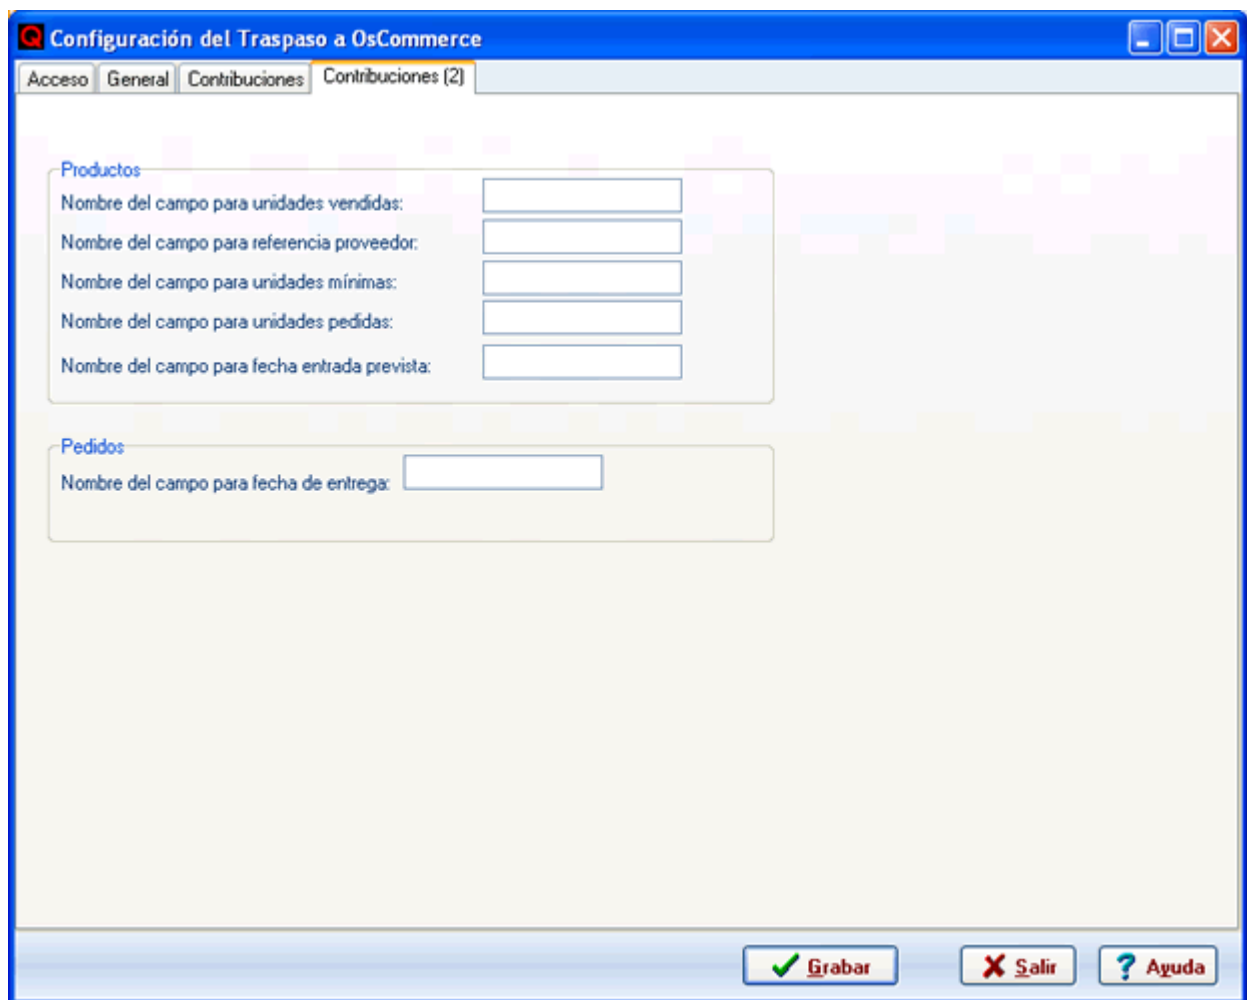 Configuración del Traspaso a OsCommerce
Acceso General Contribuciones Contribuciones (2)
Productos
Nombre del campo para unidades vendidas:
Nombre del campo para referencia proveedor:
Nombre del campo para unidades mínimas:
Nombre del campo para unidades pedidas:
Nombre del campo para fecha entrada prevista:
Pedidos
Nombre del campo para fecha de entrega:
Grabar Salir Ayuda